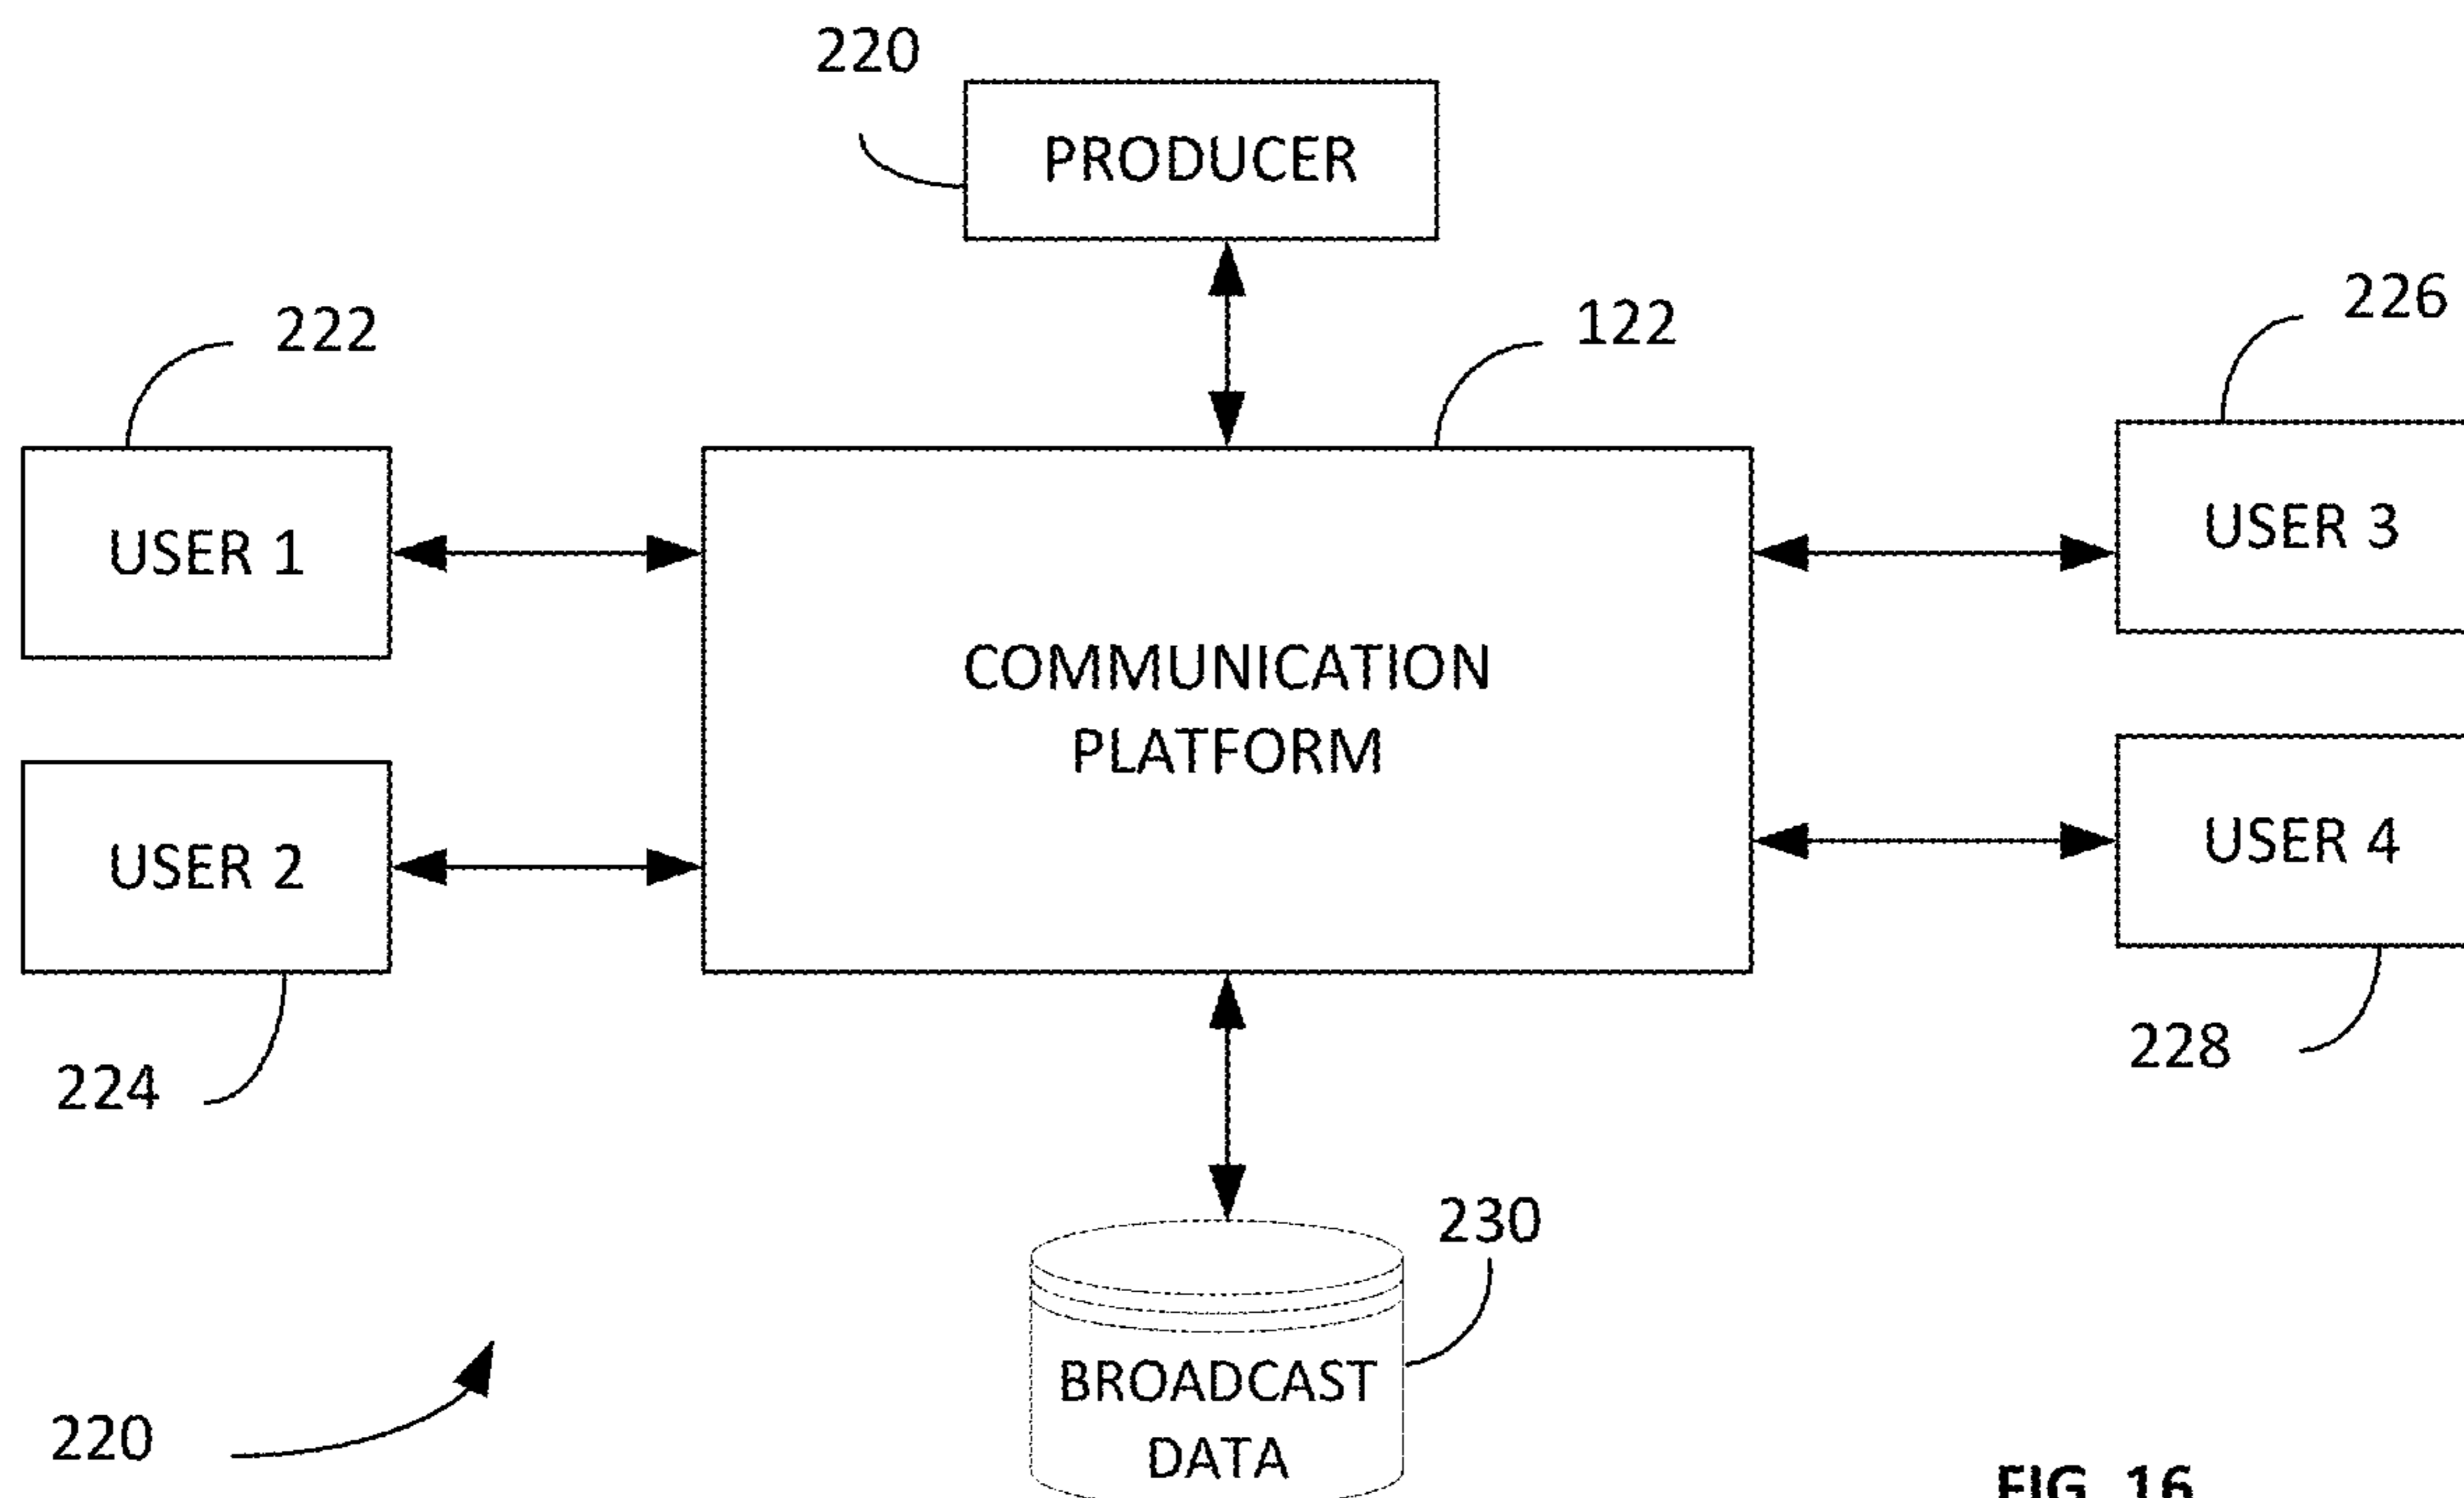 220
PRODUCER
222
122
226
USER 1
USER 3
COMMUNICATION
PLATFORM
USER 2
USER 4
224
228
230
BROADCAST
DATA
220
FIG. 16